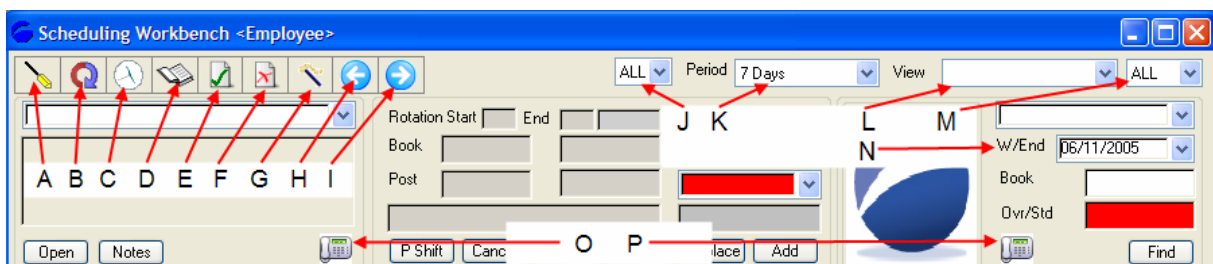 Scheduling Workbench <Employee>
ALL Period 7 Days View ALL
Rotation Start End J K L M
Book N W/End 06/11/2005
A B C D E F G H I Post Book
Ovr/Std
Open Notes P Shift Canc O P lace Add Find